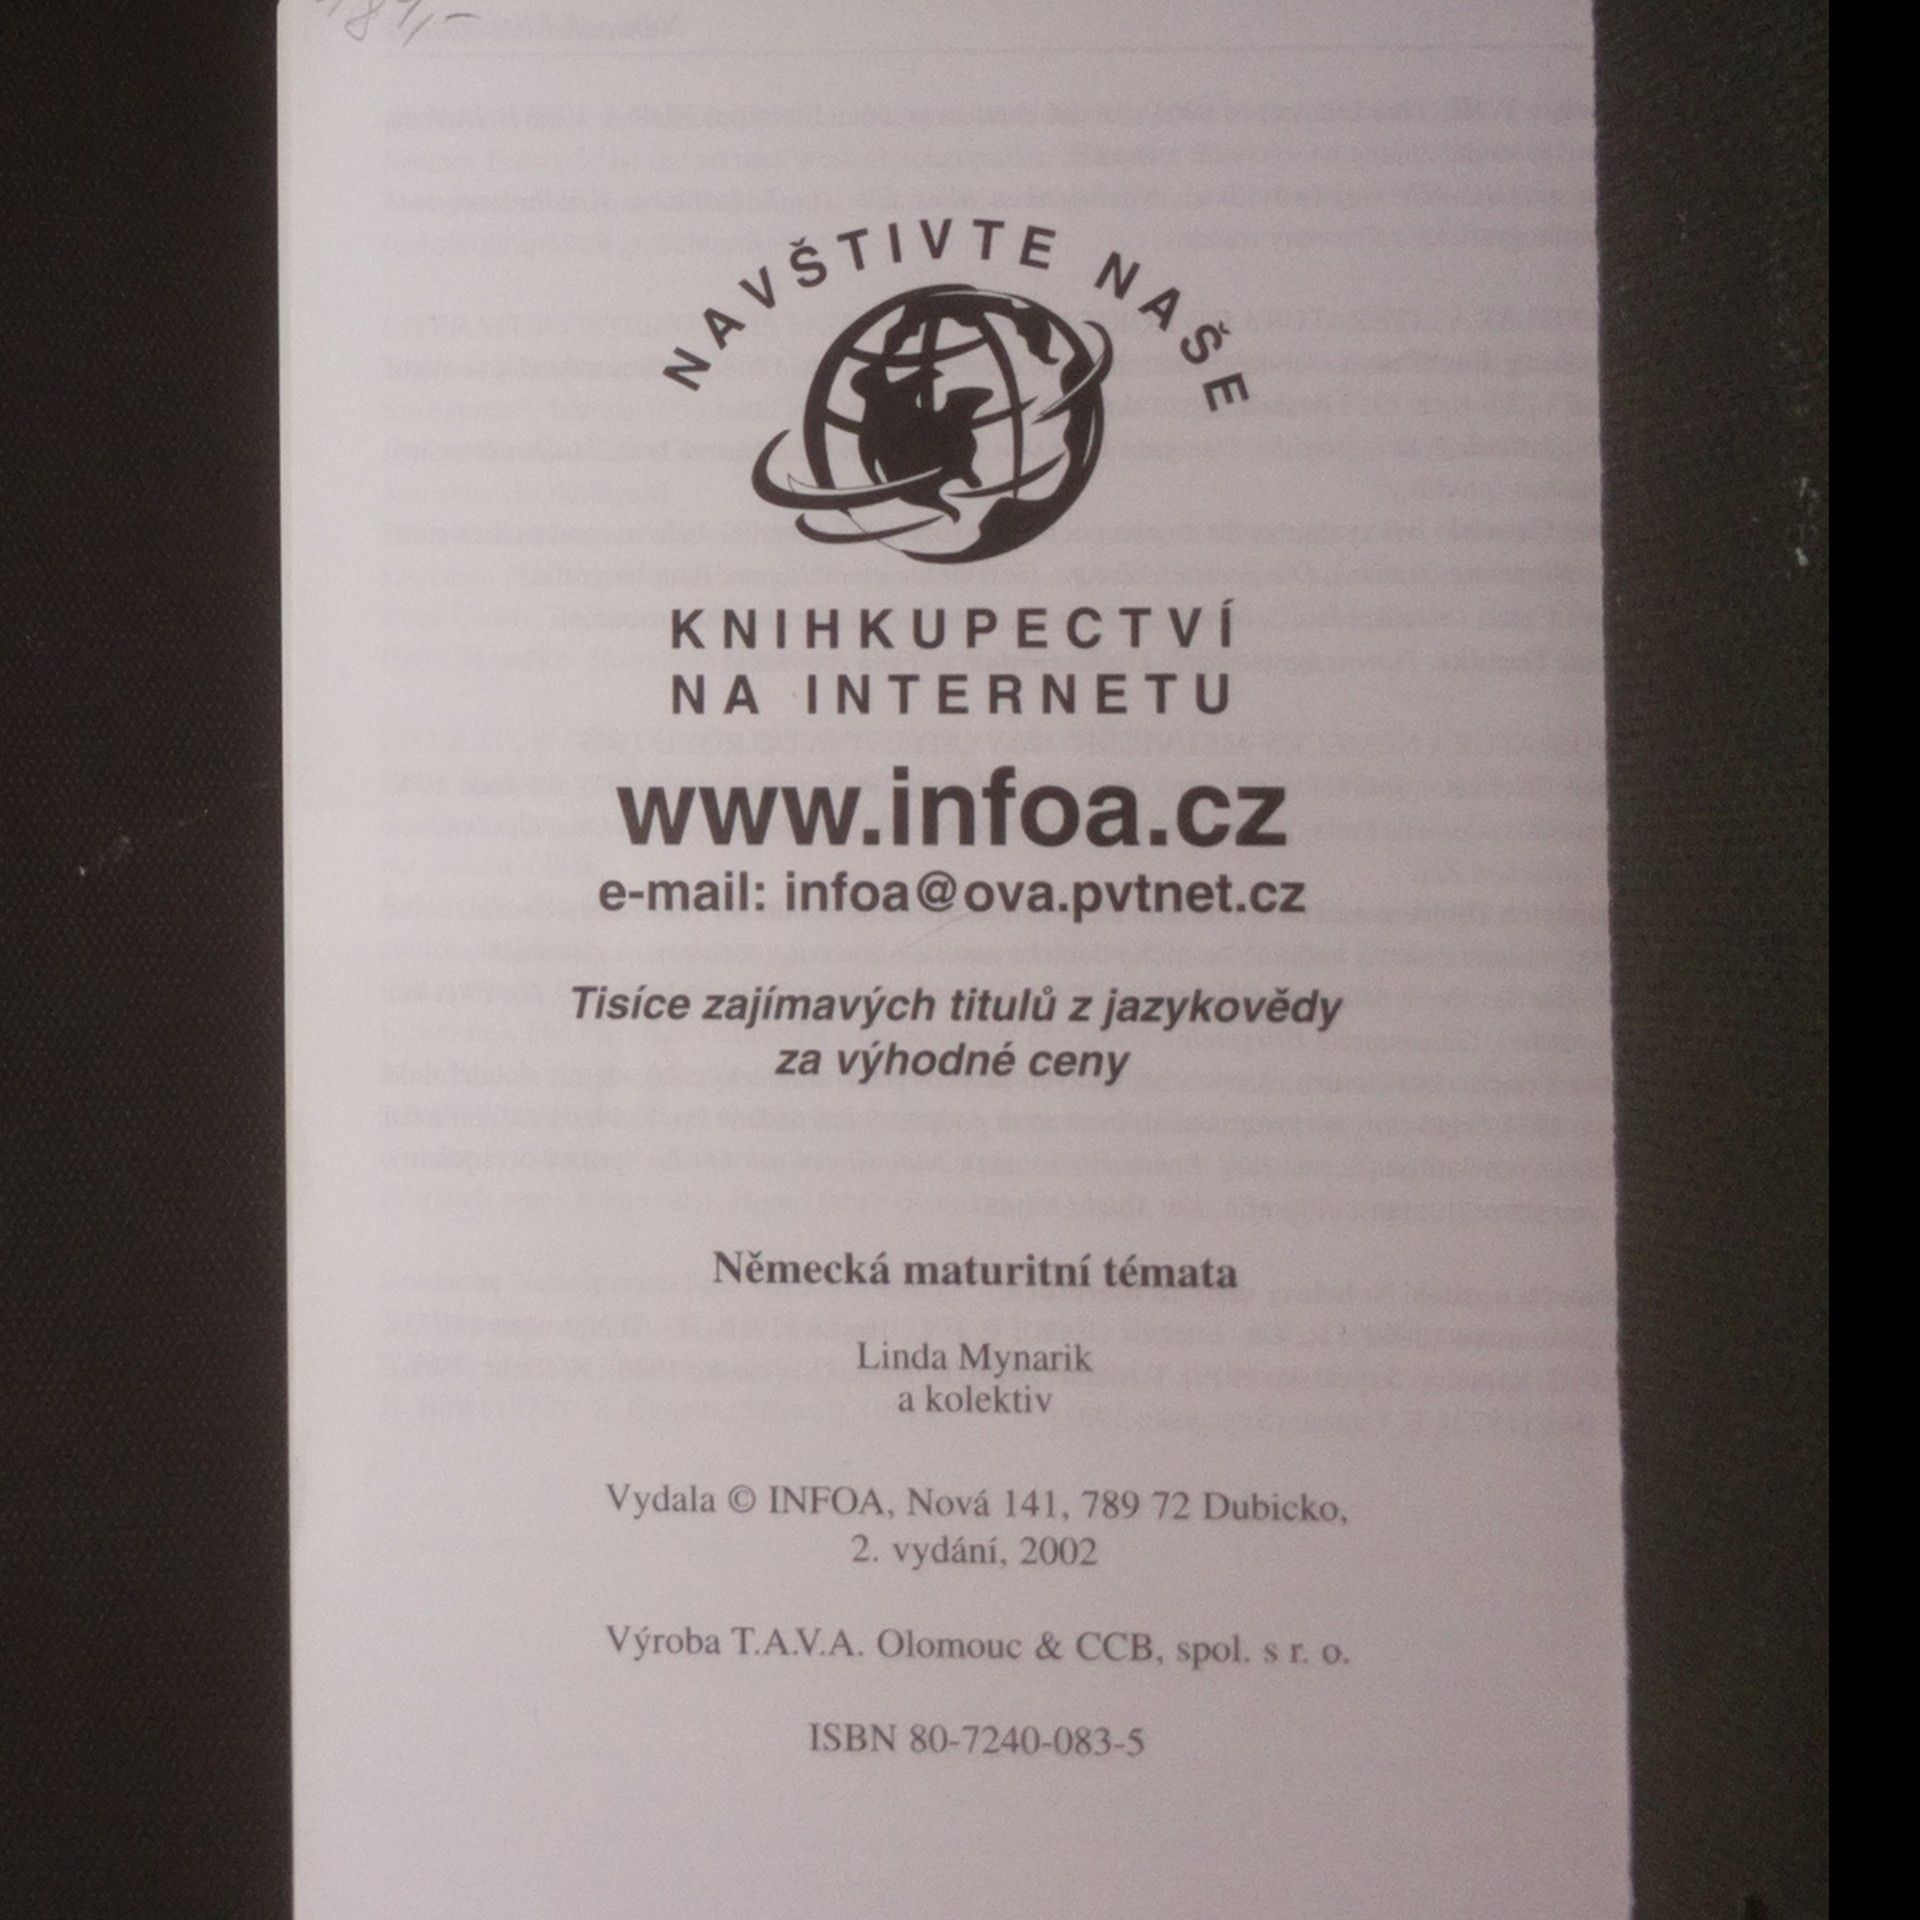 NAVŠTIVTE NAŠE
KNIHKUPECTVÍ
NA INTERNETU
www.infoa.cz
e-mail: infoa@ova.pvtnet.cz
Tisíce zajímavých titulů z jazykovědy
za výhodné ceny
Německá maturitní témata
Linda Mynarik
a kolektiv
Vydala © INFOA, Nová 141, 789 72 Dubicko,
2. vydání, 2002
Výroba T.A.V.A. Olomouc & CCB, spol. s r. o.
ISBN 80-7240-083-5